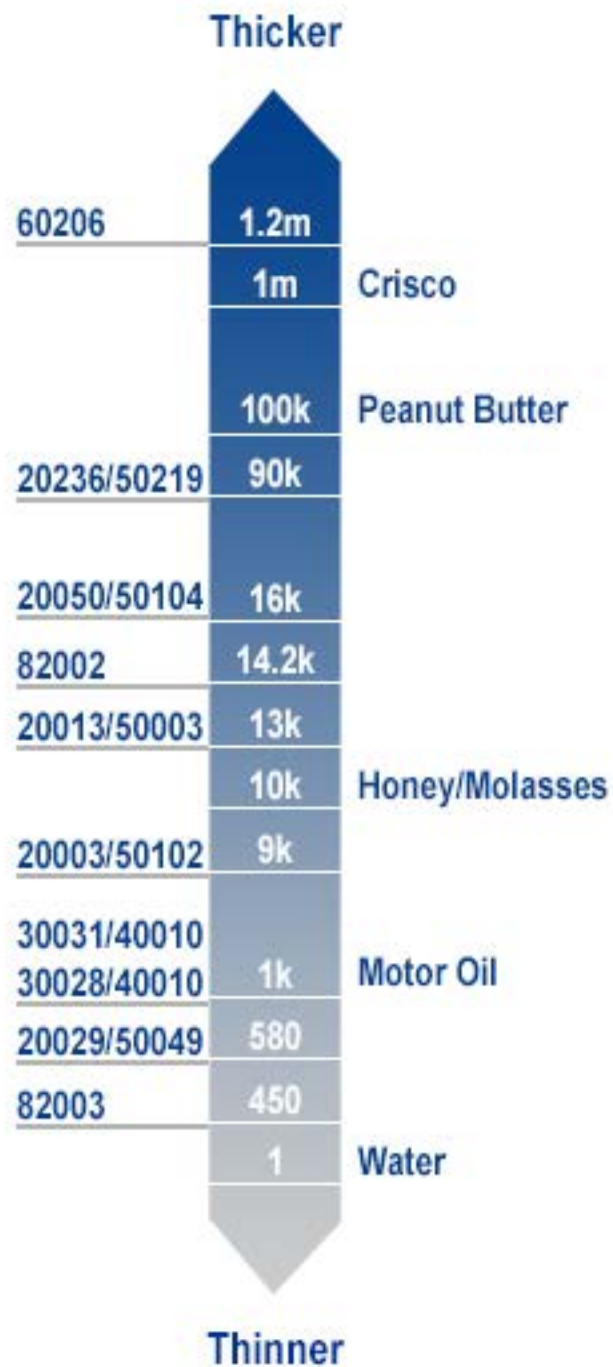 Thicker
60206 1.2m
1m Crisco
100k Peanut Butter
20236/50219 90k
20050/50104 16k
82002 14.2k
20013/50003 13k
10k Honey/Molasses
20003/50102 9k
30031/40010
30028/40010 1k Motor Oil
20029/50049 580
82003 450
1 Water
Thinner